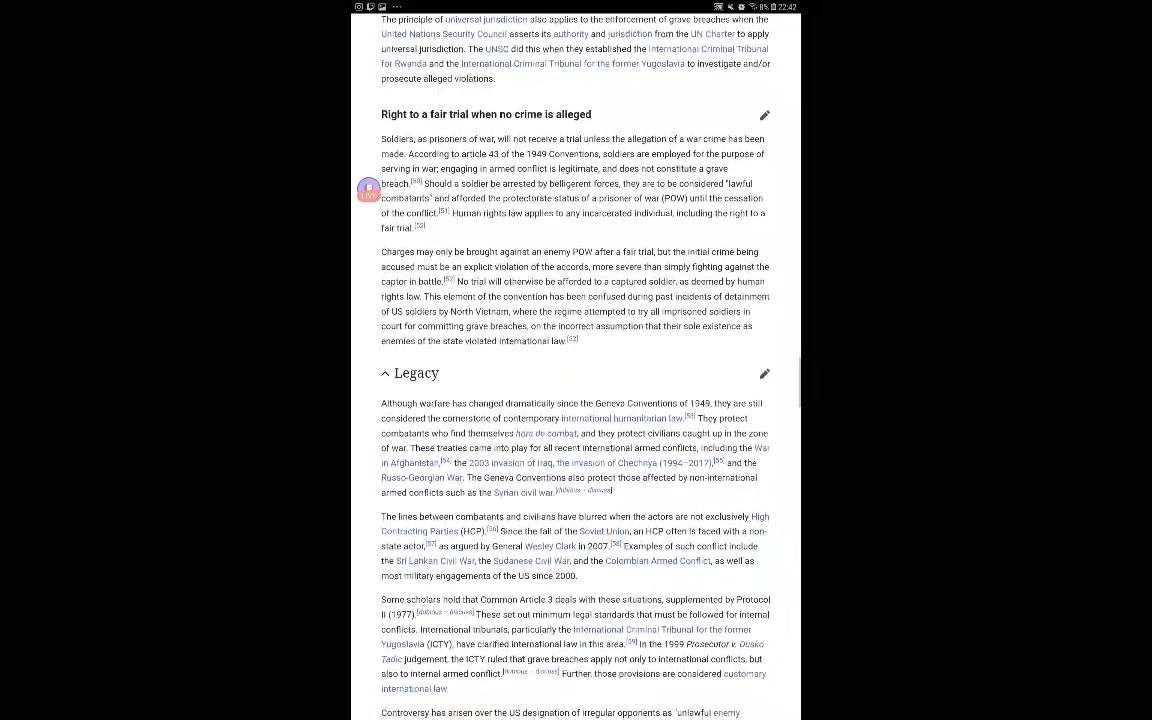 8% 22:42
The principle of universal jurisdiction also applies to the enforcement of grave breaches when the
United Nations Security Council asserts its authority and jurisdiction from the UN Charter to apply
universal jurisdiction. The UNSC did this when they established the International Criminal Tribunal
for Rwanda and the International Criminal Tribunal for the former Yugoslavia to investigate and/or
prosecute alleged violations.
Right to a fair trial when no crime is alleged
Soldiers, as prisoners of war, will not receive a trial unless the allegation of a war crime has been
made. According to article 43 of the 1949 Conventions, soldiers are employed for the purpose of
serving in war; engaging in armed conflict is legitimate, and does not constitute a grave
breach.[50] Should a soldier be arrested by belligerent forces, they are to be considered "lawful
LIVE
combatants" and afforded the protectorate status of a prisoner of war (POW) until the cessation
of the conflict.[51] Human rights law applies to any incarcerated individual, including the right to a
fair trial.[52]
Charges may only be brought against an enemy POW after a fair trial, but the initial crime being
accused must be an explicit violation of the accords, more severe than simply fighting against the
captor in battle.[52] No trial will otherwise be afforded to a captured soldier, as deemed by human
rights law. This element of the convention has been confused during past incidents of detainment
of US soldiers by North Vietnam, where the regime attempted to try all imprisoned soldiers in
court for committing grave breaches, on the incorrect assumption that their sole existence as
enemies of the state violated international law.[52]
Legacy
Although warfare has changed dramatically since the Geneva Conventions of 1949, they are still
considered the cornerstone of contemporary international humanitarian law.[53] They protect
combatants who find themselves hors de combat, and they protect civilians caught up in the zone
of war. These treaties came into play for all recent international armed conflicts, including the War
in Afghanistan,[54] the 2003 invasion of Iraq, the invasion of Chechnya (1994–2017),[55] and the
Russo-Georgian War. The Geneva Conventions also protect those affected by non-international
armed conflicts such as the Syrian civil war.[dubious – discuss]
The lines between combatants and civilians have blurred when the actors are not exclusively High
Contracting Parties (HCP).[56] Since the fall of the Soviet Union, an HCP often is faced with a non-
state actor,[57] as argued by General Wesley Clark in 2007.[58] Examples of such conflict include
the Sri Lankan Civil War, the Sudanese Civil War, and the Colombian Armed Conflict, as well as
most military engagements of the US since 2000.
Some scholars hold that Common Article 3 deals with these situations, supplemented by Protocol
II (1977).[dubious – discuss] These set out minimum legal standards that must be followed for internal
conflicts. International tribunals, particularly the International Criminal Tribunal for the former
Yugoslavia (ICTY), have clarified international law in this area.[59] In the 1999 Prosecutor v. Dusko
Tadic judgement, the ICTY ruled that grave breaches apply not only to international conflicts, but
also to internal armed conflict.[dubious – discuss] Further, those provisions are considered customary
international law.
Controversy has arisen over the US designation of irregular opponents as "unlawful enemy